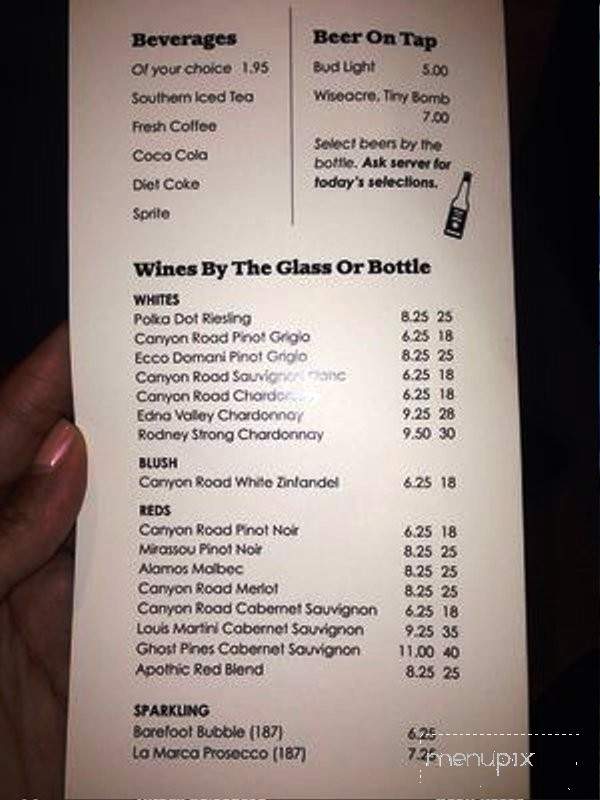 Beverages
Of your choice 1.95
Southern Iced Tea
Fresh Coffee
Coca Cola
Diet Coke
Sprite
Beer On Tap
Bud Light 5.00
Wiseacre, Tiny Bomb
7.00
Select beers by the
bottle. Ask server for
today's selections.
Wines By The Glass Or Bottle
WHITES
Polka Dot Riesling 8.25 25
Canyon Road Pinot Grigio 6.25 18
Ecco Domani Pinot Grigio 8.25 25
Canyon Road Sauvignon Blanc 6.25 18
Canyon Road Chardonnay 6.25 18
Edna Valley Chardonnay 9.25 28
Rodney Strong Chardonnay 9.50 30
BLUSH
Canyon Road White Zinfandel 6.25 18
REDS
Canyon Road Pinot Noir 6.25 18
Mirassou Pinot Noir 8.25 25
Alamos Malbec 8.25 25
Canyon Road Merlot 8.25 25
Canyon Road Cabernet Sauvignon 6.25 18
Louis Martini Cabernet Sauvignon 9.25 35
Ghost Pines Cabernet Sauvignon 11.00 40
Apothic Red Blend 8.25 25
SPARKLING
Barefoot Bubble (187) 6.25
La Marca Prosecco (187) 7.25
menupix